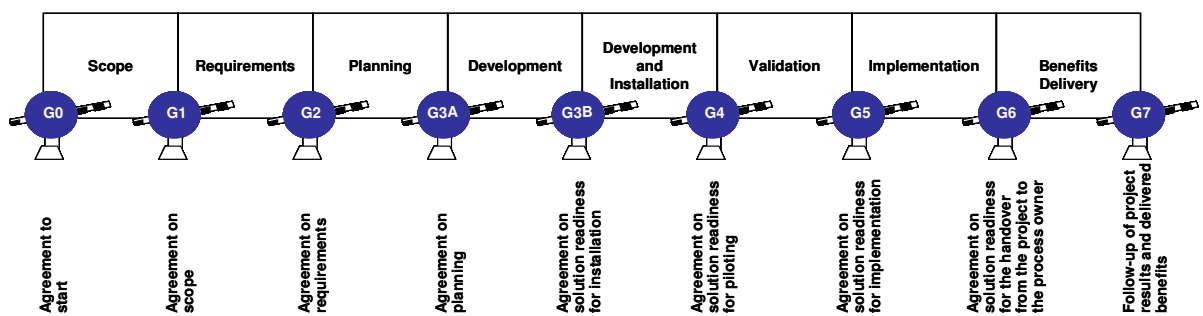 Scope
Requirements
Planning
Development
Development
and
Installation
Validation
Implementation
Benefits
Delivery
G0
G1
G2
G3A
G3B
G4
G5
G6
G7
Agreement to
start
Agreement on
scope
Agreement on
requirements
Agreement on
planning
Agreement on
solution readiness
for installation
Agreement on
solution readiness
for piloting
Agreement on
solution readiness
for implementation
Agreement on
solution readiness
for the handover
from the project to
the process owner
Follow-up of project
results and delivered
benefits